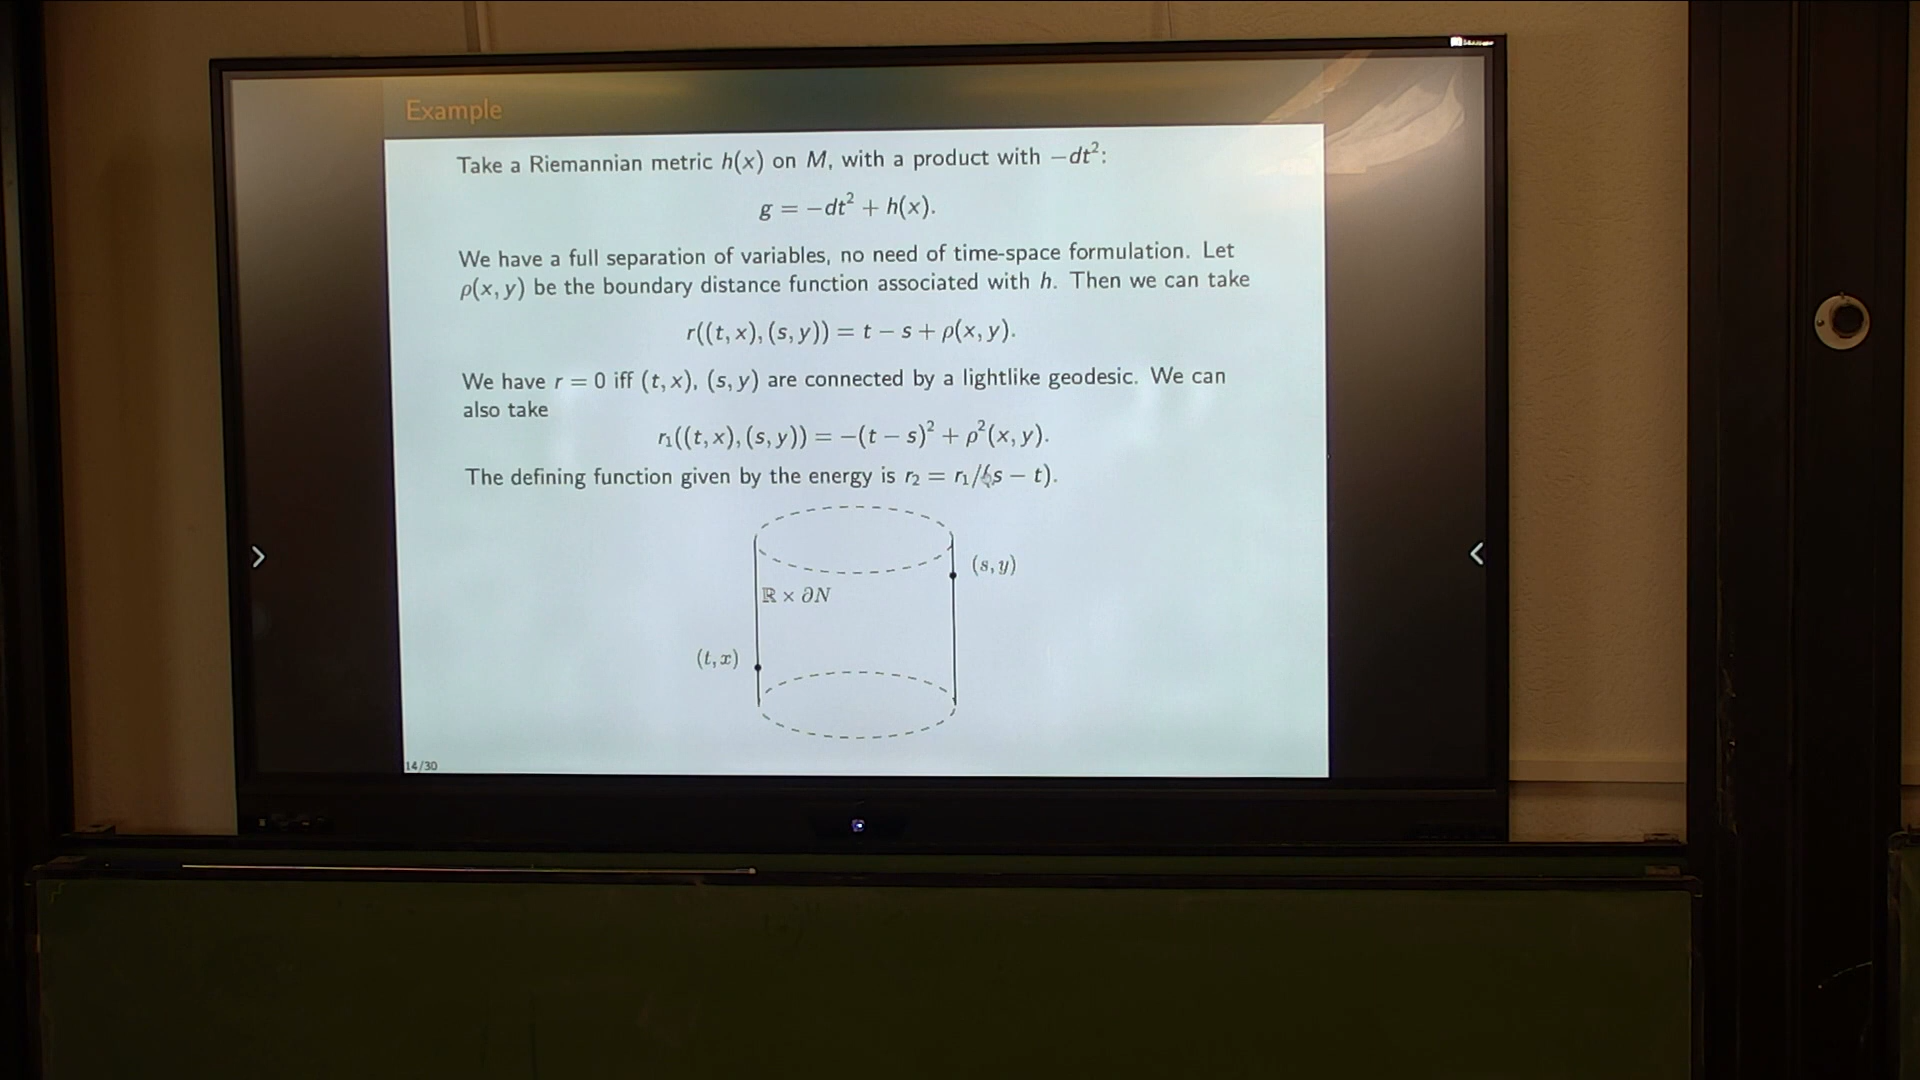 Example
Take a Riemannian metric h(x) on M, with a product with −dt²:
g = −dt² + h(x).
We have a full separation of variables, no need of time-space formulation. Let
ρ(x, y) be the boundary distance function associated with h. Then we can take
r((t, x), (s, y)) = t − s + ρ(x, y).
We have r = 0 iff (t, x), (s, y) are connected by a lightlike geodesic. We can
also take
r₁((t, x), (s, y)) = −(t − s)² + ρ²(x, y).
The defining function given by the energy is r₂ = r₁/(s − t).
(s, y)
ℝ × ∂N
(t, x)
14/30